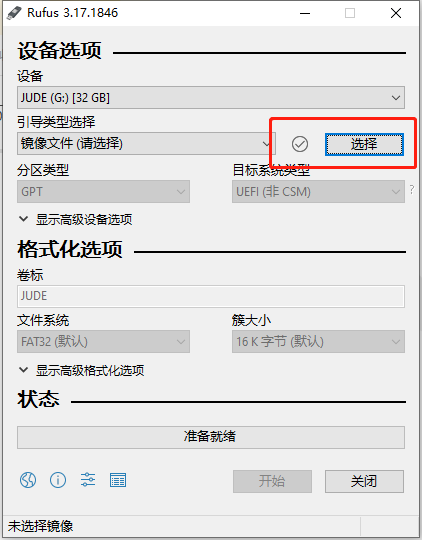 Rufus 3.17.1846
设备选项
设备
JUDE (G:) [32 GB]
引导类型选择
镜像文件 (请选择)
选择
分区类型 目标系统类型
GPT UEFI (非 CSM) ?
显示高级设备选项
格式化选项
卷标
JUDE
文件系统 簇大小
FAT32 (默认) 16 K 字节 (默认)
显示高级格式化选项
状态
准备就绪
开始 关闭
未选择镜像